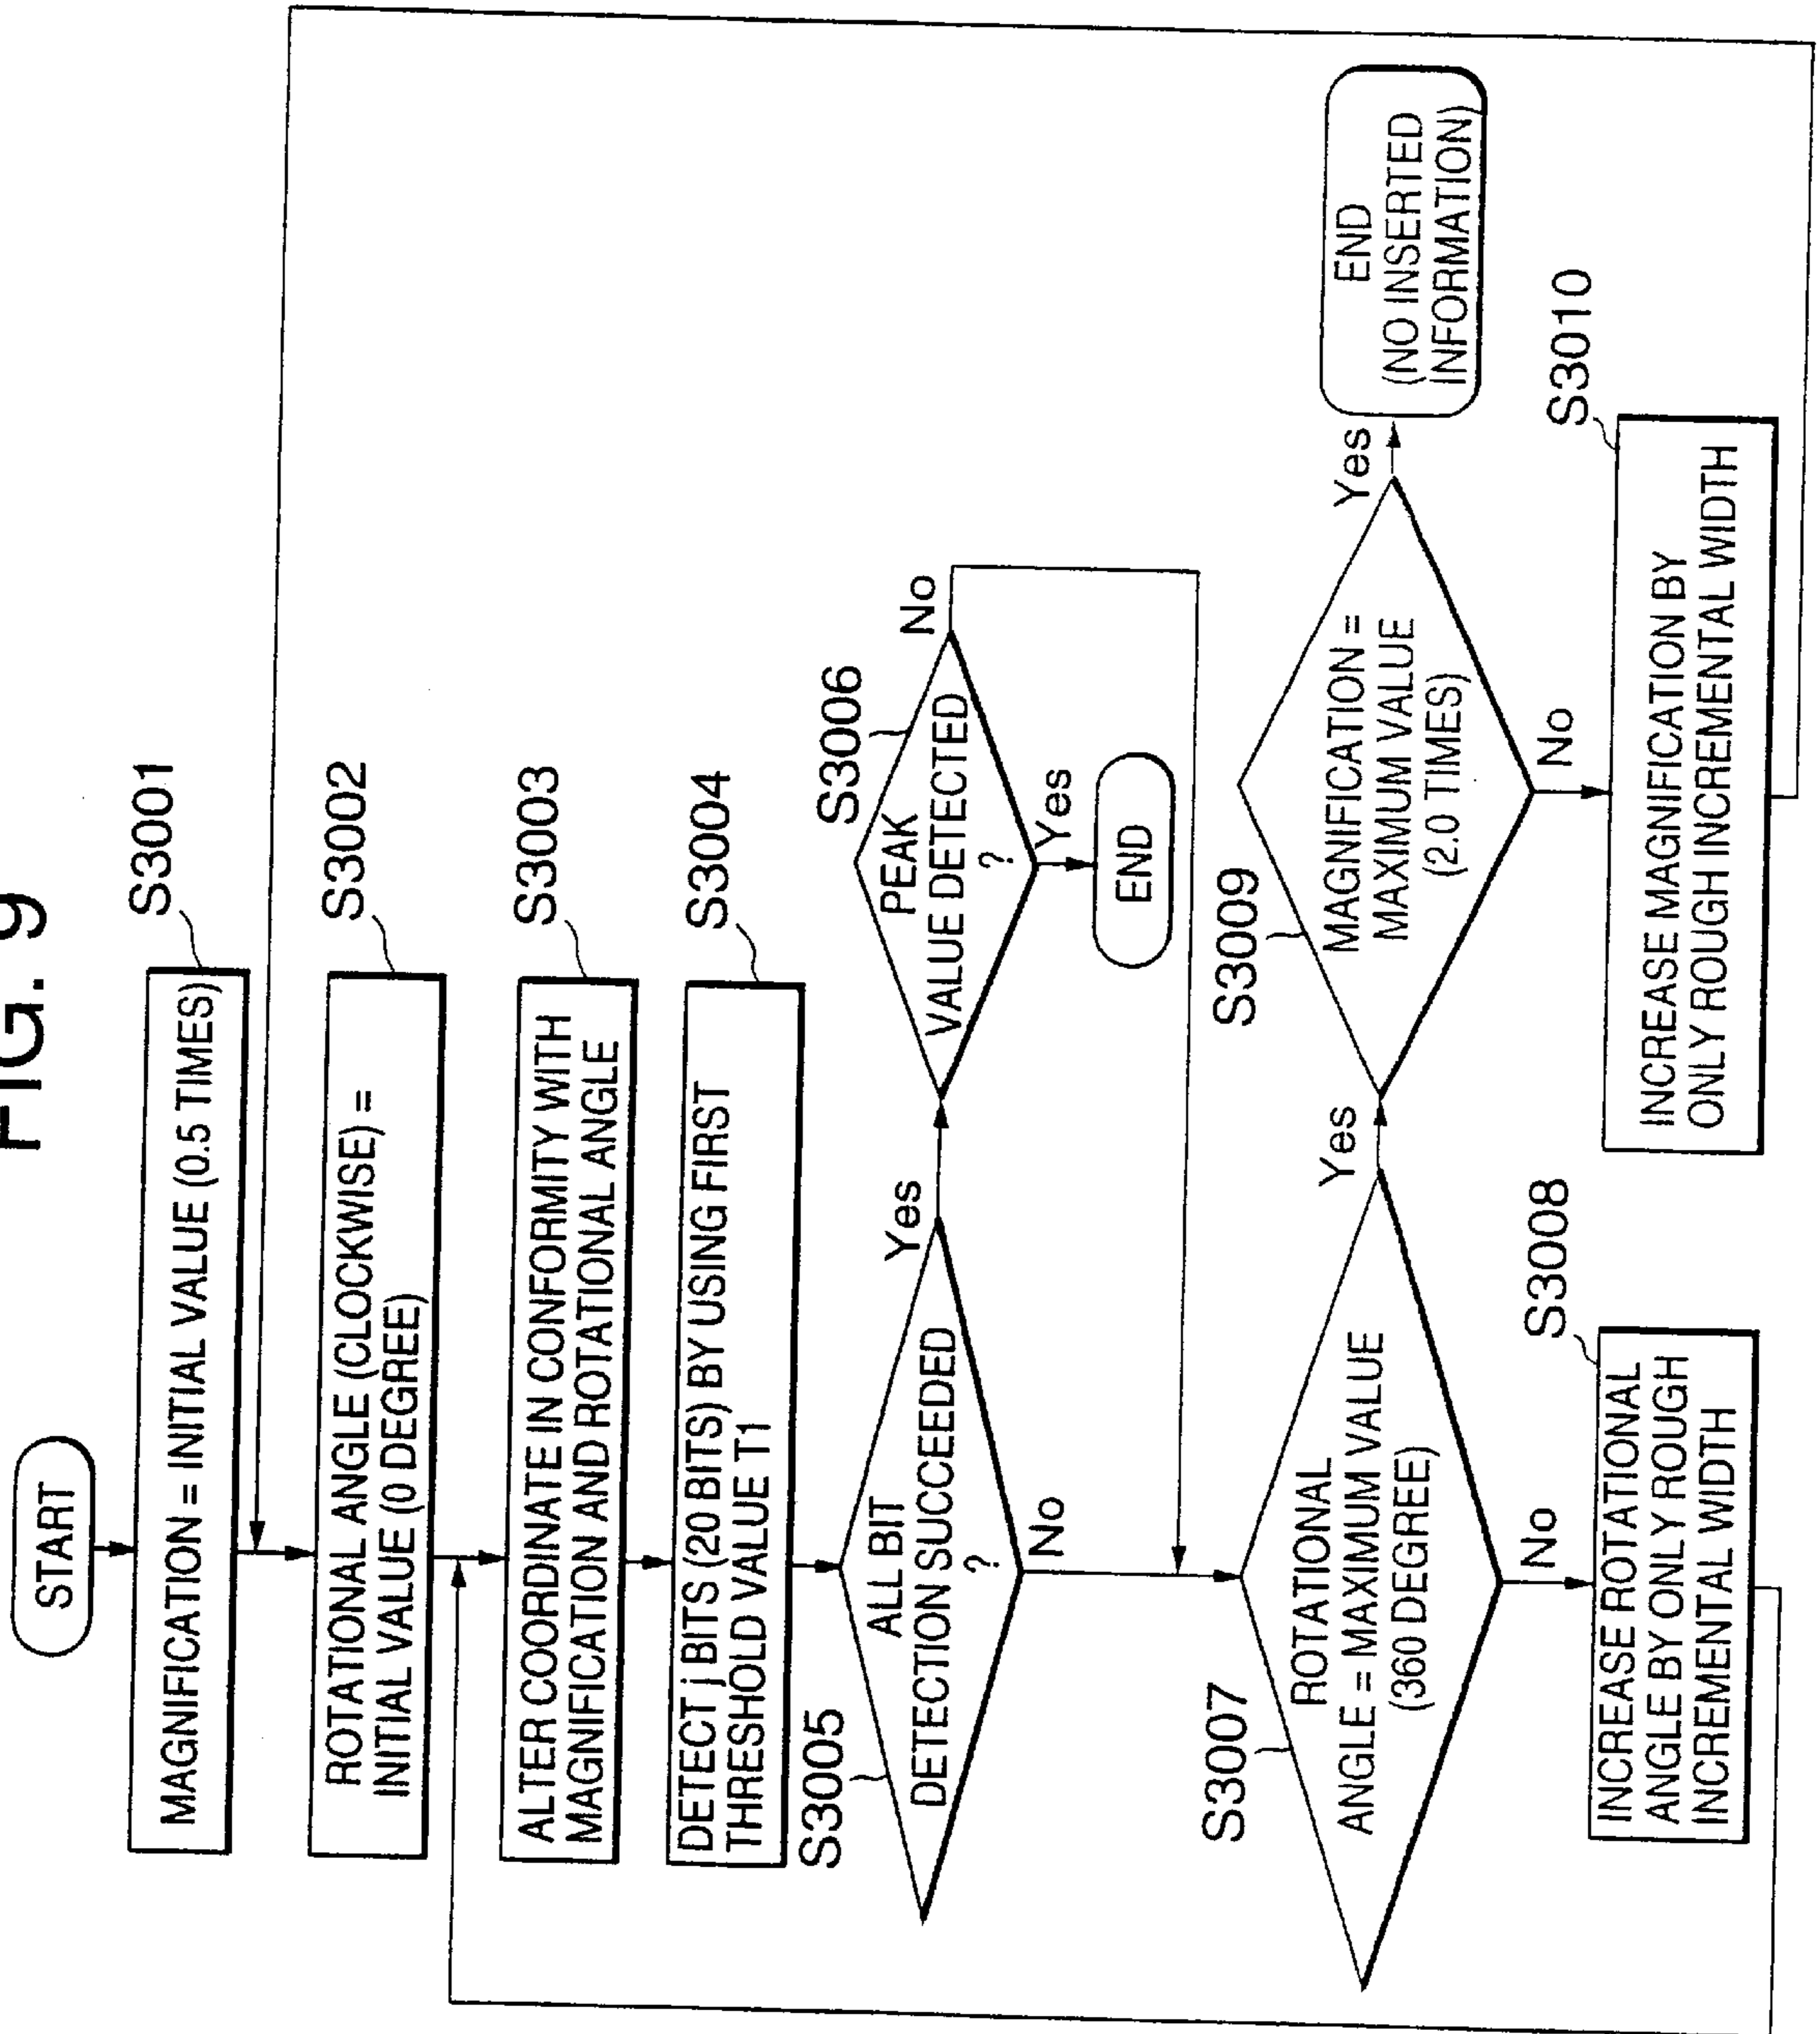 FIG. 9
START
S3001
MAGNIFICATION = INITIAL VALUE (0.5 TIMES)
S3002
ROTATIONAL ANGLE (CLOCKWISE) =
INITIAL VALUE (0 DEGREE)
S3003
ALTER COORDINATE IN CONFORMITY WITH
MAGNIFICATION AND ROTATIONAL ANGLE
S3004
DETECT j BITS (20 BITS) BY USING FIRST
THRESHOLD VALUE T1
S3005
ALL BIT
DETECTION SUCCEEDED
?
Yes
No
S3006
PEAK
VALUE DETECTED
?
No
Yes
END
S3007
ROTATIONAL
ANGLE = MAXIMUM VALUE
(360 DEGREE)
Yes
No
S3008
INCREASE ROTATIONAL
ANGLE BY ONLY ROUGH
INCREMENTAL WIDTH
S3009
MAGNIFICATION =
MAXIMUM VALUE
(2.0 TIMES)
Yes
No
END
(NO INSERTED
INFORMATION)
S3010
INCREASE MAGNIFICATION BY
ONLY ROUGH INCREMENTAL WIDTH